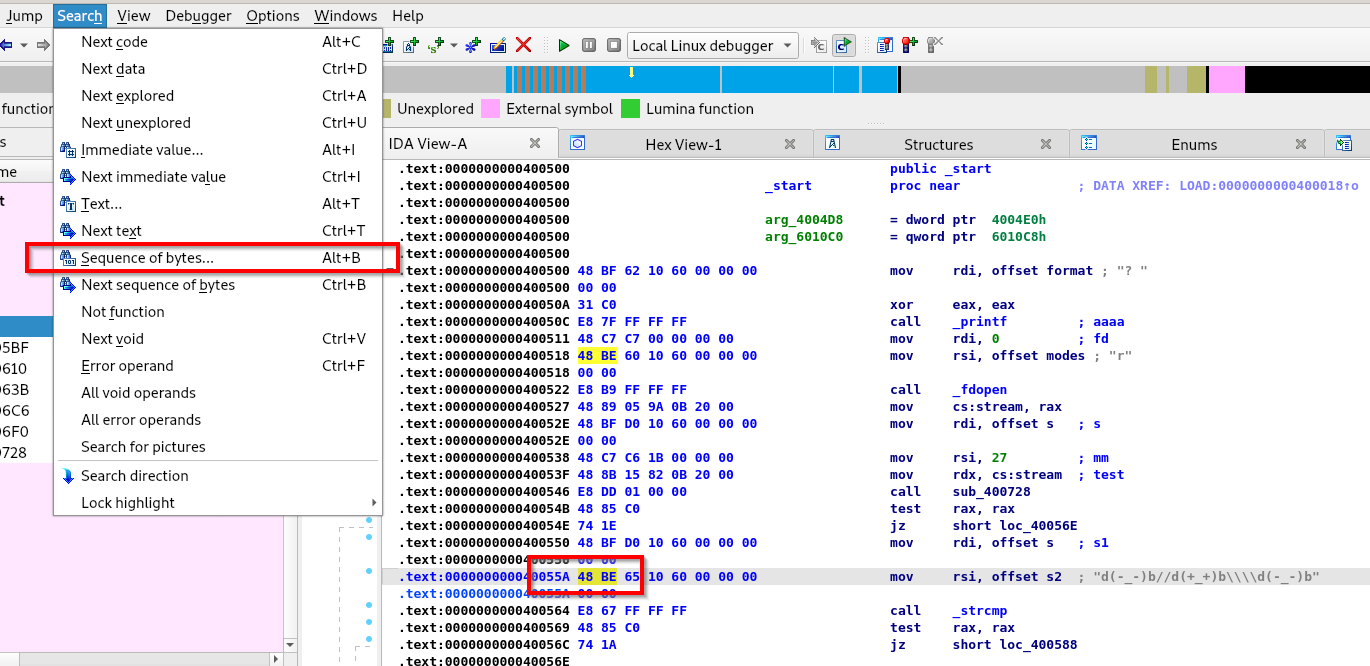 Jump Search View Debugger Options Windows Help
Next code Alt+C
Next data Ctrl+D
Next explored Ctrl+A
Next unexplored Ctrl+U
Immediate value... Alt+I
Next immediate value Ctrl+I
Text... Alt+T
Next text Ctrl+T
Sequence of bytes... Alt+B
Next sequence of bytes Ctrl+B
Not function
Next void Ctrl+V
Error operand Ctrl+F
All void operands
All error operands
Search for pictures
Search direction
Lock highlight
Local Linux debugger
Unexplored External symbol Lumina function
IDA View-A Hex View-1 Structures Enums
.text:0000000000400500 public _start
.text:0000000000400500 _start proc near ; DATA XREF: LOAD:0000000000400018↑o
.text:0000000000400500
.text:0000000000400500 arg_4004D8 = dword ptr 4004E0h
.text:0000000000400500 arg_6010C0 = qword ptr 6010C8h
.text:0000000000400500
.text:0000000000400500 48 BF 62 10 60 00 00 00 mov rdi, offset format ; "? "
.text:0000000000400500 00 00
.text:000000000040050A 31 C0 xor eax, eax
.text:000000000040050C E8 7F FF FF FF call _printf ; aaaa
.text:0000000000400511 48 C7 C7 00 00 00 00 mov rdi, 0 ; fd
.text:0000000000400518 48 BE 60 10 60 00 00 00 mov rsi, offset modes ; "r"
.text:0000000000400518 00 00
.text:0000000000400522 E8 B9 FF FF FF call _fdopen
.text:0000000000400527 48 89 05 9A 0B 20 00 mov cs:stream, rax
.text:000000000040052E 48 BF D0 10 60 00 00 00 mov rdi, offset s ; s
.text:000000000040052E 00 00
.text:0000000000400538 48 C7 C6 1B 00 00 00 mov rsi, 27 ; mm
.text:000000000040053F 48 8B 15 82 0B 20 00 mov rdx, cs:stream ; test
.text:0000000000400546 E8 DD 01 00 00 call sub_400728
.text:000000000040054B 48 85 C0 test rax, rax
.text:000000000040054E 74 1E jz short loc_40056E
.text:0000000000400550 48 BF D0 10 60 00 00 00 mov rdi, offset s ; s1
.text:0000000000400550 00 00
.text:000000000040055A 48 BE 65 10 60 00 00 00 mov rsi, offset s2 ; "d(-_-)b//d(+_+)b\\\\d(-_-)b"
.text:000000000040055A 00 00
.text:0000000000400564 E8 67 FF FF FF call _strcmp
.text:0000000000400569 48 85 C0 test rax, rax
.text:000000000040056C 74 1A jz short loc_400588
.text:000000000040056E